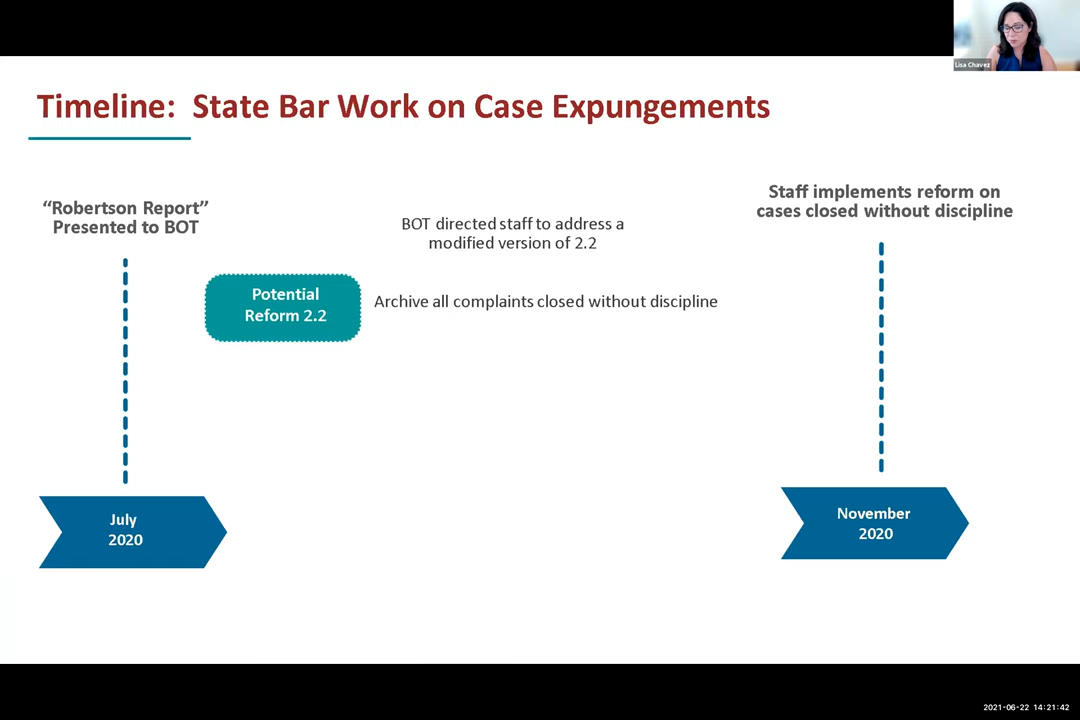 Lisa Chavez
Timeline: State Bar Work on Case Expungements
“Robertson Report”
Presented to BOT
BOT directed staff to address a
modified version of 2.2
Staff implements reform on
cases closed without discipline
Potential
Reform 2.2
Archive all complaints closed without discipline
July
2020
November
2020
2021-06-22 14:21:42